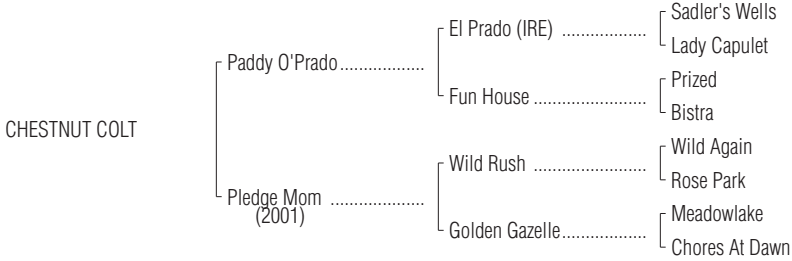 Sadler's Wells
El Prado (IRE) ...................
Lady Capulet
Paddy O'Prado...................
Prized
Fun House .........................
Bistra
CHESTNUT COLT
Wild Again
Wild Rush .........................
Rose Park
Pledge Mom .....................
(2001)
Meadowlake
Golden Gazelle...................
Chores At Dawn